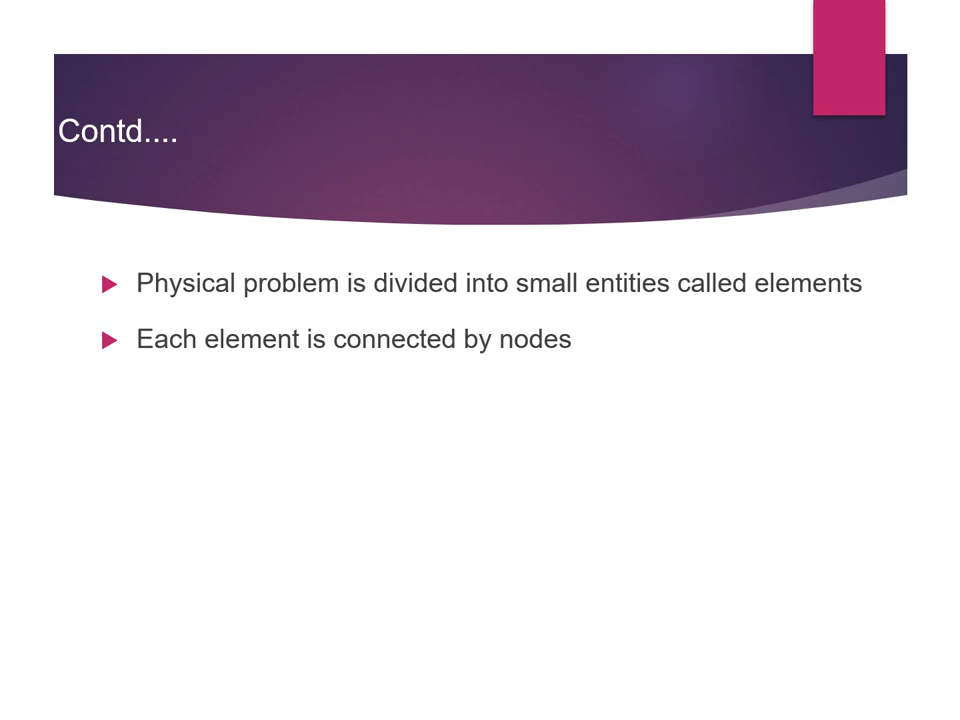 Contd....
Physical problem is divided into small entities called elements
Each element is connected by nodes